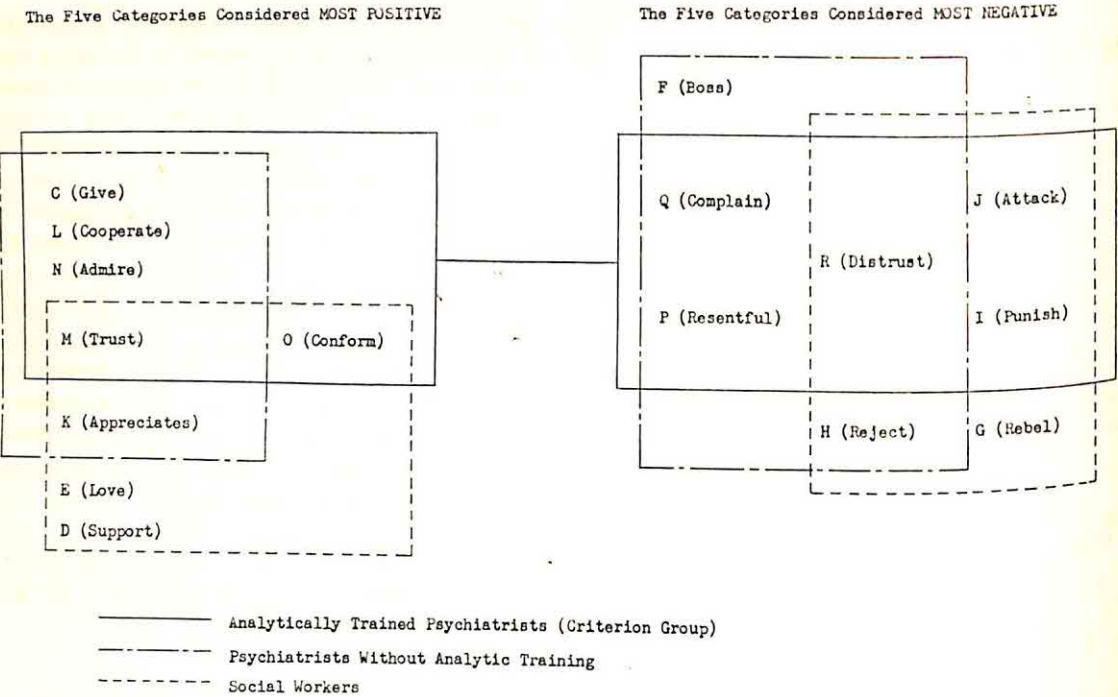 The Five Categories Considered MOST POSITIVE
The Five Categories Considered MOST NEGATIVE
F (Boss)
C (Give)
L (Cooperate)
N (Admire)
M (Trust)
O (Conform)
K (Appreciates)
E (Love)
D (Support)
Q (Complain)
J (Attack)
R (Distrust)
P (Resentful)
I (Punish)
H (Reject)
G (Rebel)
Analytically Trained Psychiatrists (Criterion Group)
Psychiatrists Without Analytic Training
Social Workers